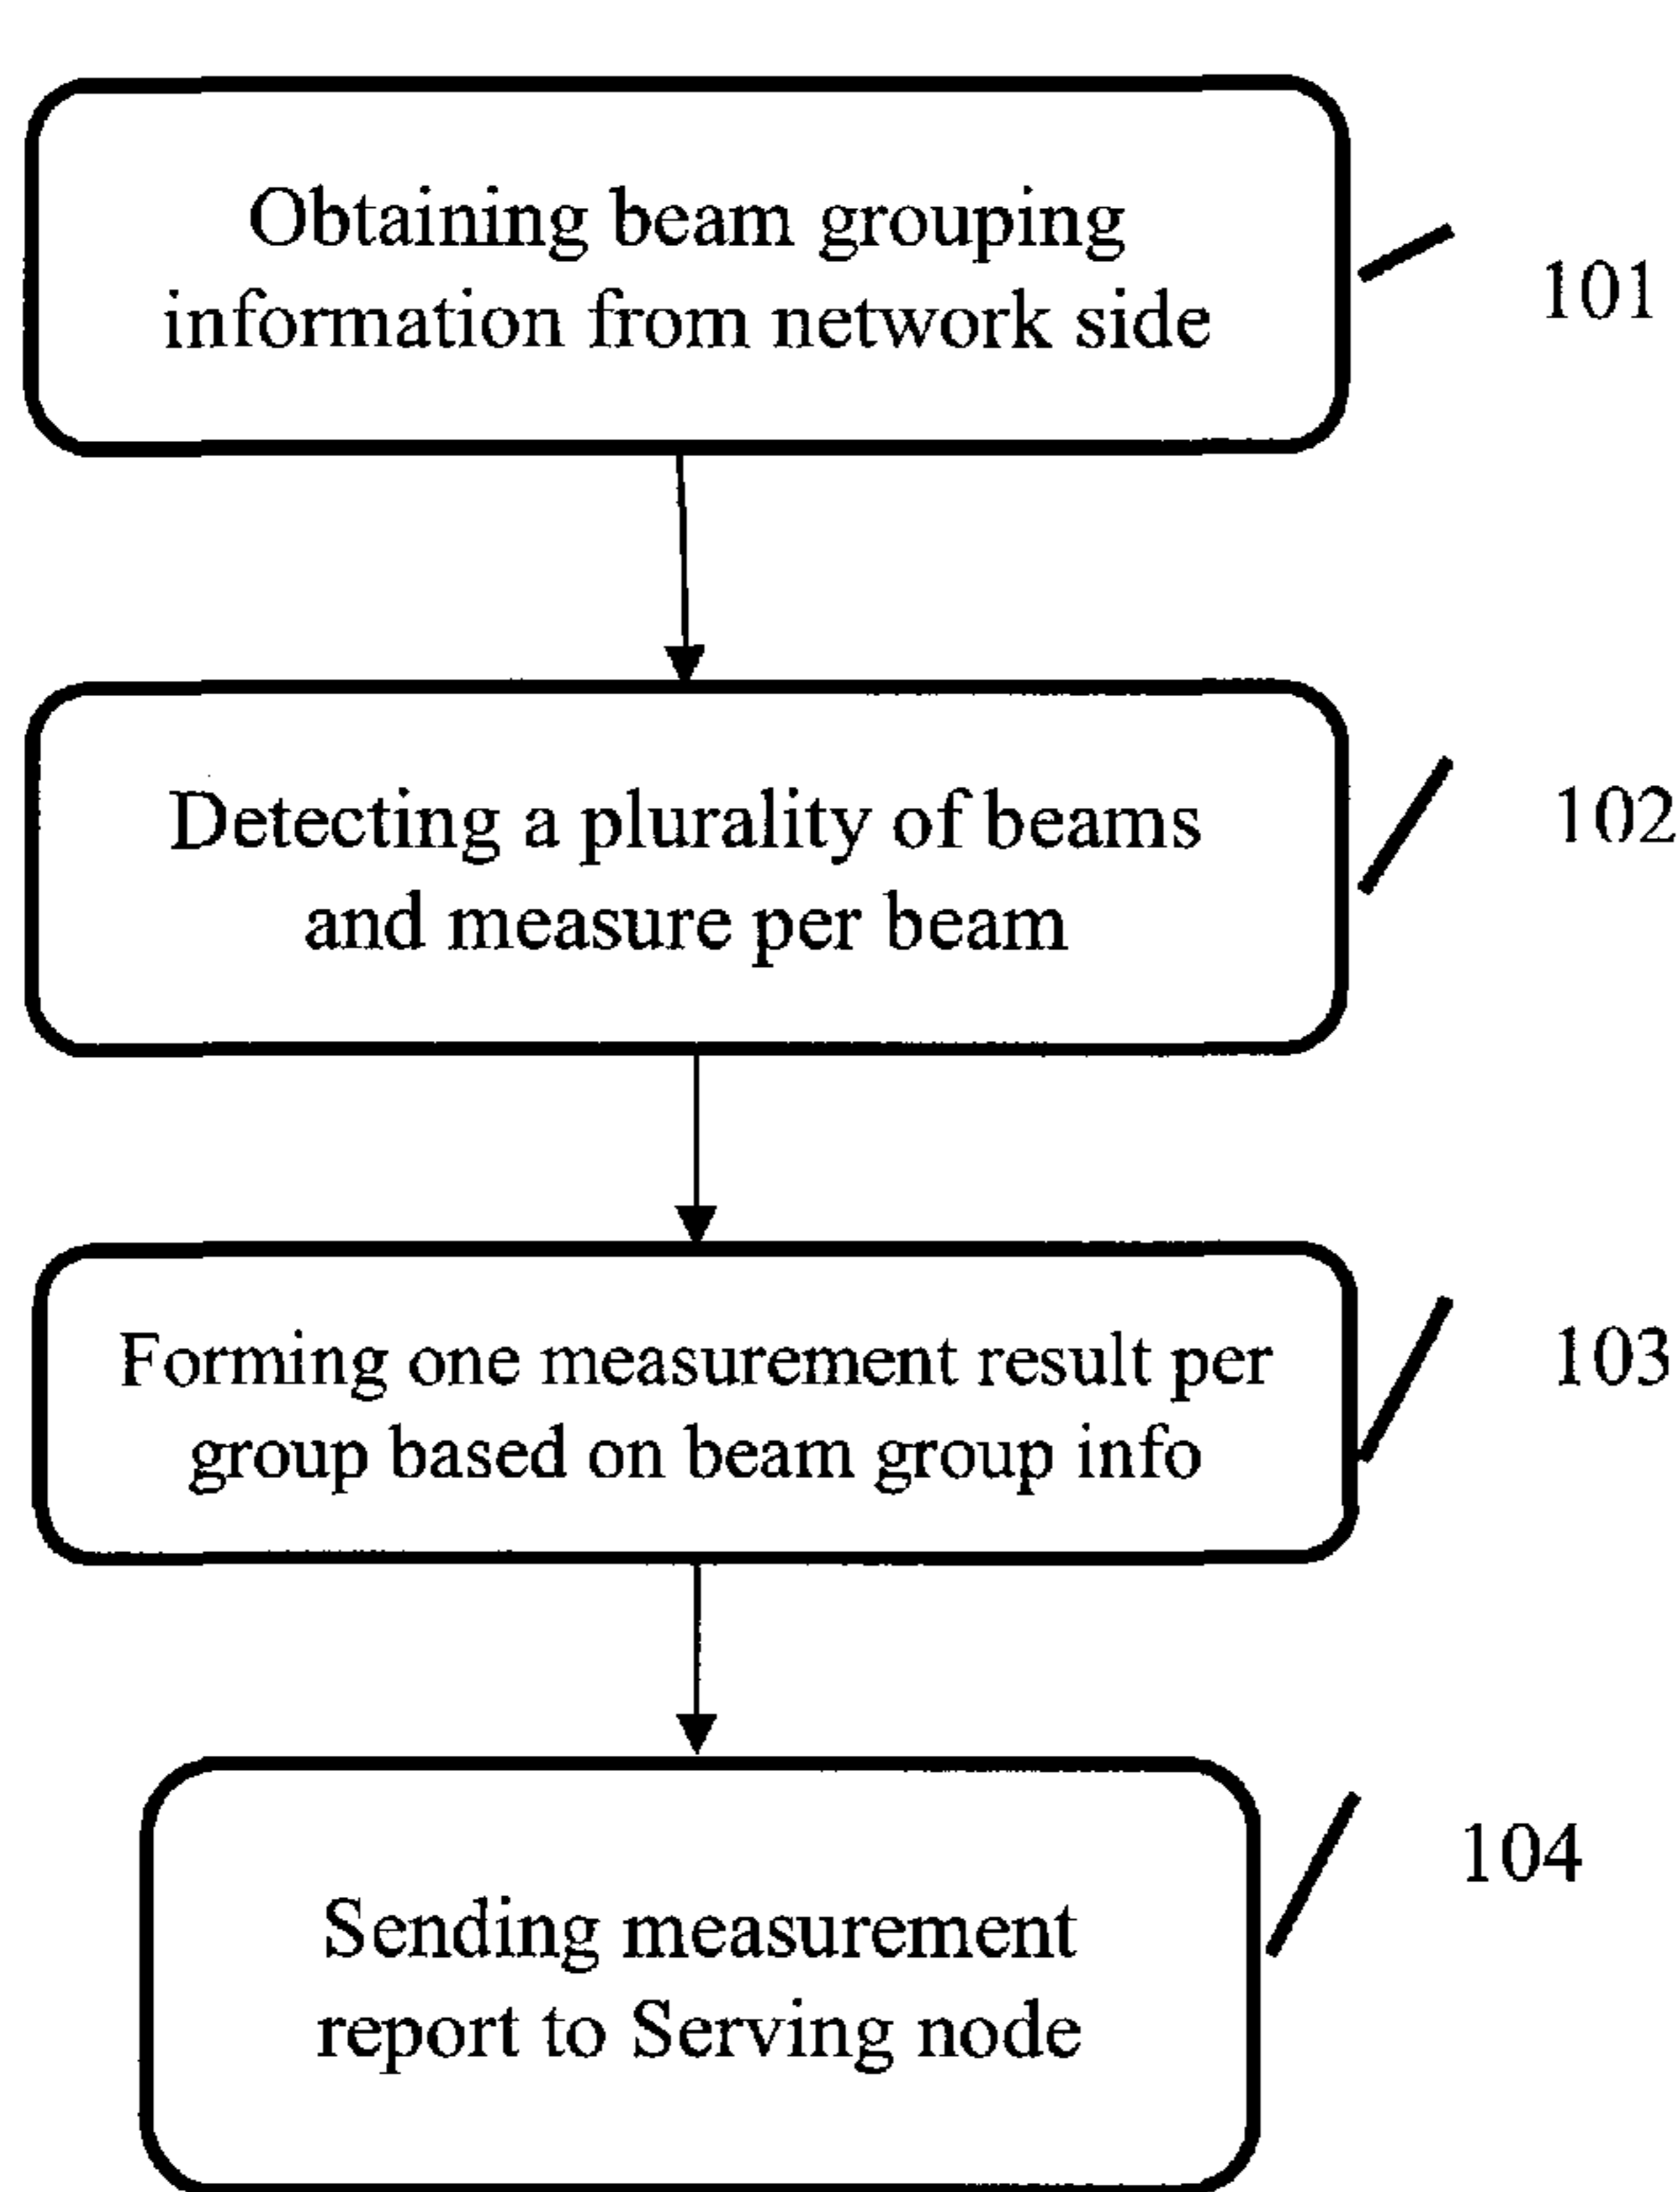 Obtaining beam grouping
information from network side
101
Detecting a plurality of beams
and measure per beam
102
Forming one measurement result per
group based on beam group info
103
Sending measurement
report to Serving node
104